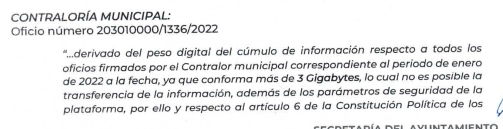 CONTRALORÍA MUNICIPAL:
Oficio número 203010000/1336/2022
"...derivado del peso digital del cúmulo de información respecto a todos los
oficios firmados por el Contralor municipal correspondiente al periodo de enero
de 2022 a la fecha, ya que conforma más de 3 Gigabytes, lo cual no es posible la
transferencia de la información, además de los parámetros de seguridad de la
plataforma, por ello y respecto al artículo 6 de la Constitución Política de los
SECRETARÍA DEL AYUNTAMIENTO